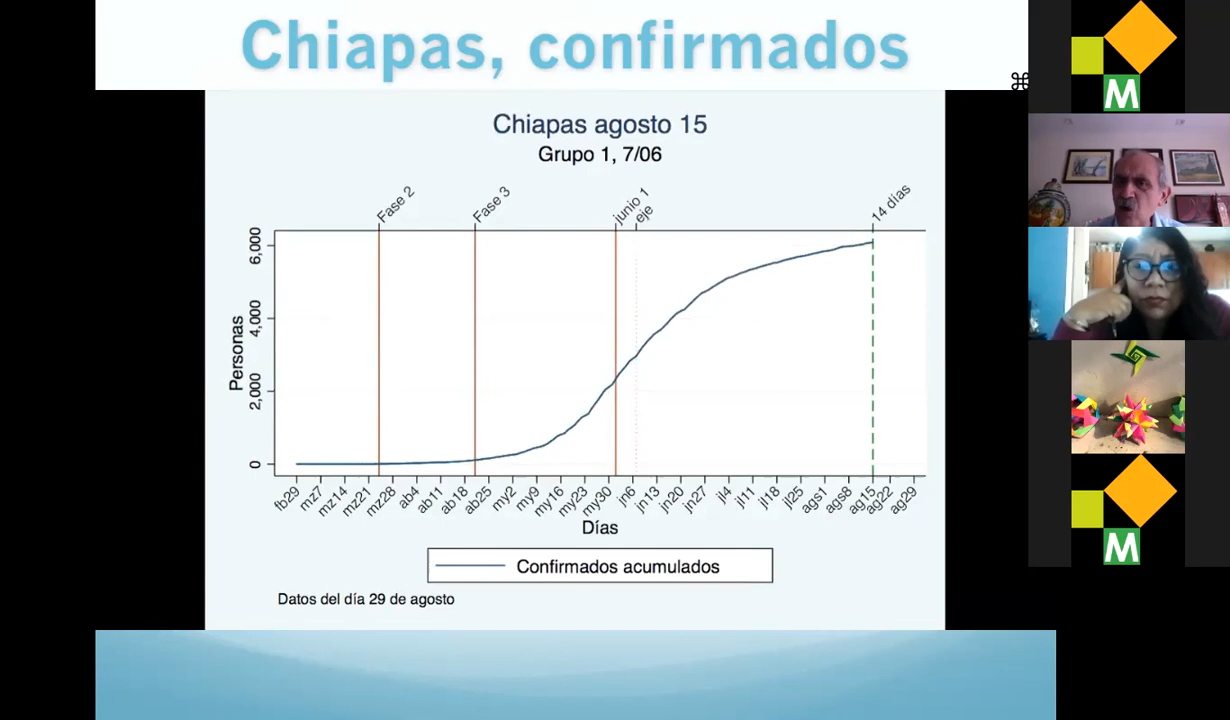 Chiapas, confirmados
Chiapas agosto 15
Grupo 1, 7/06
Fase 2
Fase 3
junio 1
eje
14 días
Personas
6,000
4,000
2,000
0
fb29 mz7 mz14 mz21 mz28 ab4 ab11 ab18 ab25 my2 my9 my16 my23 my30 jn6 jn13 jn20 jn27 jl4 jl11 jl18 jl25 ags1 ags8 ag15 ag22 ag29
Días
Confirmados acumulados
Datos del día 29 de agosto
M
M